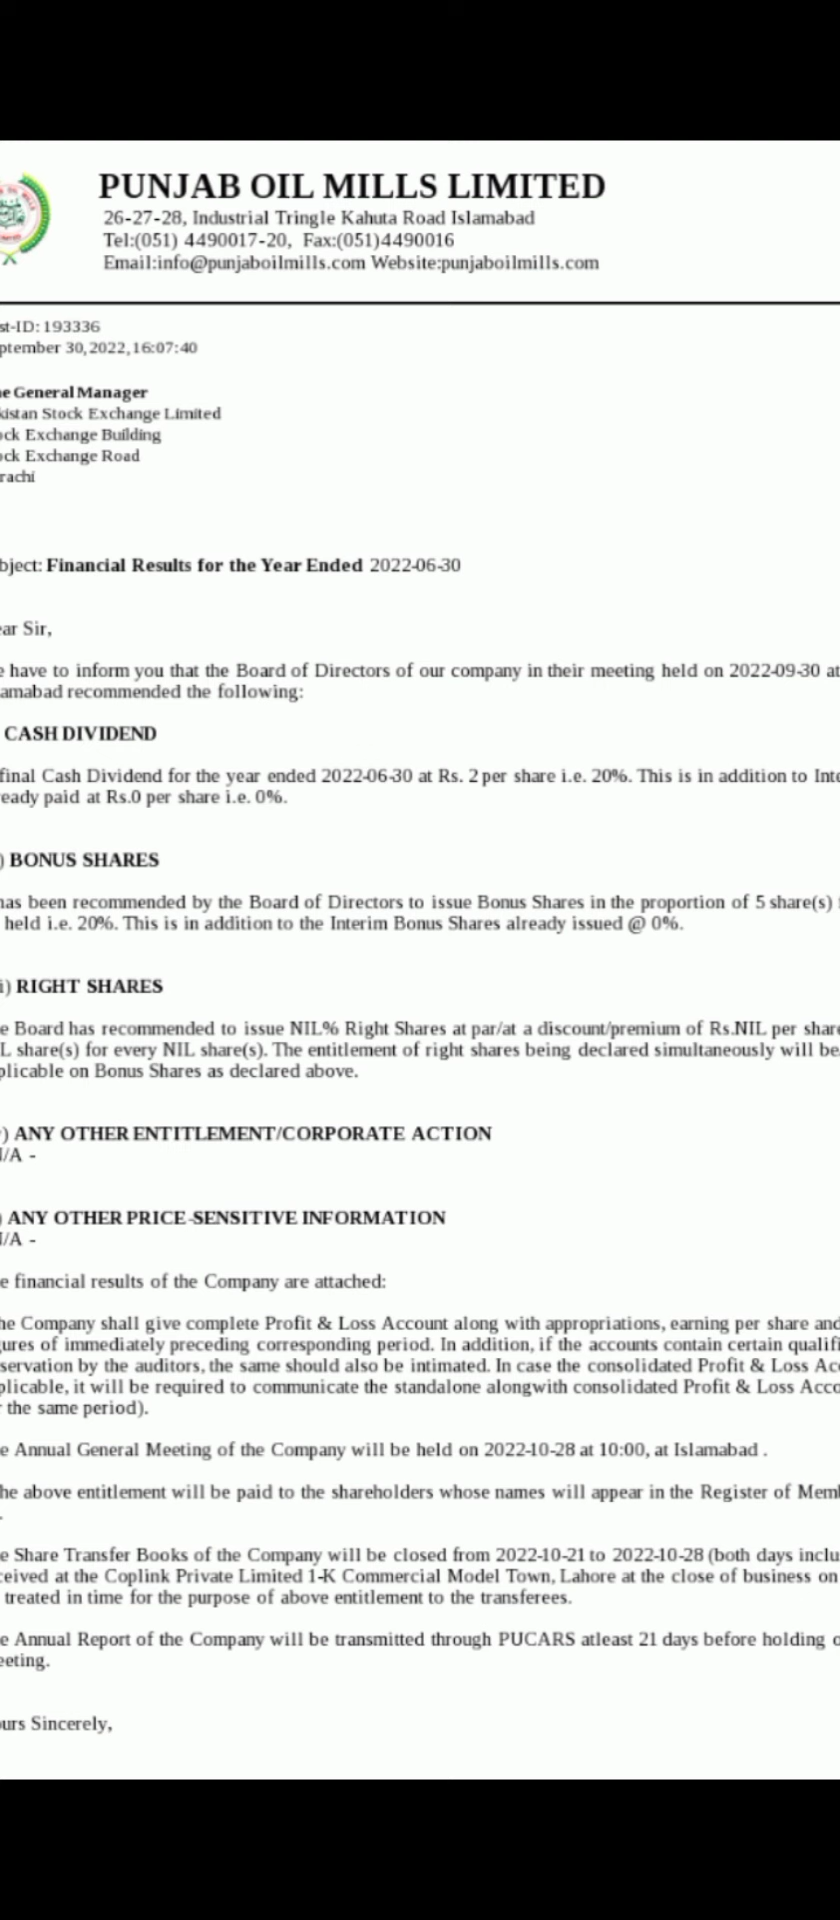 PUNJAB OIL MILLS LIMITED
26-27-28, Industrial Tringle Kahuta Road Islamabad
Tel:(051) 4490017-20, Fax:(051)4490016
Email:info@punjaboilmills.com Website:punjaboilmills.com
st-ID: 193336
ptember 30,2022,16:07:40
e General Manager
kistan Stock Exchange Limited
ock Exchange Building
ock Exchange Road
rachi
bject: Financial Results for the Year Ended 2022-06-30
ear Sir,
e have to inform you that the Board of Directors of our company in their meeting held on 2022-09-30 at
amabad recommended the following:
CASH DIVIDEND
final Cash Dividend for the year ended 2022-06-30 at Rs. 2 per share i.e. 20%. This is in addition to Inte
eady paid at Rs.0 per share i.e. 0%.
) BONUS SHARES
has been recommended by the Board of Directors to issue Bonus Shares in the proportion of 5 share(s)
held i.e. 20%. This is in addition to the Interim Bonus Shares already issued @ 0%.
i) RIGHT SHARES
e Board has recommended to issue NIL% Right Shares at par/at a discount/premium of Rs.NIL per share
L share(s) for every NIL share(s). The entitlement of right shares being declared simultaneously will be
plicable on Bonus Shares as declared above.
) ANY OTHER ENTITLEMENT/CORPORATE ACTION
/A -
) ANY OTHER PRICE-SENSITIVE INFORMATION
/A -
e financial results of the Company are attached:
he Company shall give complete Profit & Loss Account along with appropriations, earning per share and
ures of immediately preceding corresponding period. In addition, if the accounts contain certain qualifi
servation by the auditors, the same should also be intimated. In case the consolidated Profit & Loss Acc
plicable, it will be required to communicate the standalone alongwith consolidated Profit & Loss Acco
r the same period).
e Annual General Meeting of the Company will be held on 2022-10-28 at 10:00, at Islamabad .
he above entitlement will be paid to the shareholders whose names will appear in the Register of Memb
.
e Share Transfer Books of the Company will be closed from 2022-10-21 to 2022-10-28 (both days inclu
ceived at the Coplink Private Limited 1-K Commercial Model Town, Lahore at the close of business on
treated in time for the purpose of above entitlement to the transferees.
e Annual Report of the Company will be transmitted through PUCARS atleast 21 days before holding o
eeting.
ours Sincerely,